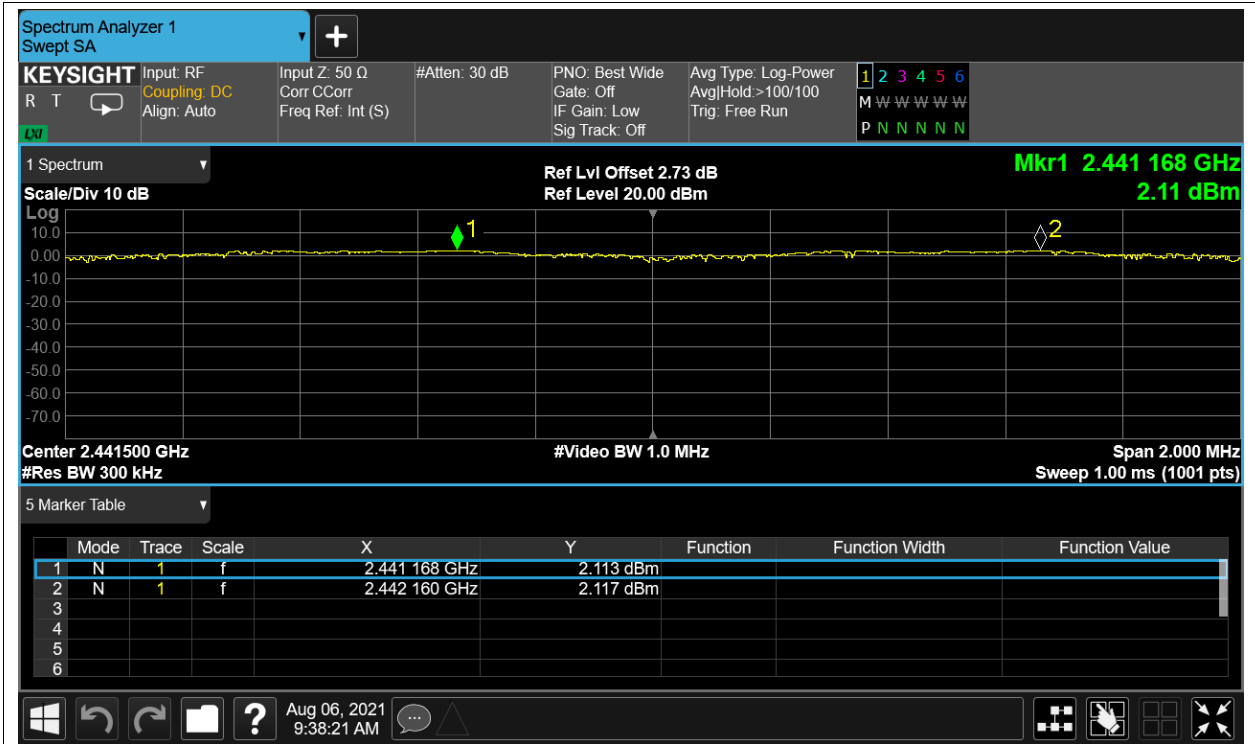 Spectrum Analyzer 1
Swept SA
+
KEYSIGHT
R T
LXI
Input: RF
Coupling: DC
Align: Auto
Input Z: 50 Ω
Corr CCorr
Freq Ref: Int (S)
#Atten: 30 dB
PNO: Best Wide
Gate: Off
IF Gain: Low
Sig Track: Off
Avg Type: Log-Power
Avg|Hold:>100/100
Trig: Free Run
1 2 3 4 5 6
M W W W W W
P N N N N N
1 Spectrum
Scale/Div 10 dB
Ref Lvl Offset 2.73 dB
Ref Level 20.00 dBm
Mkr1 2.441 168 GHz
2.11 dBm
Log
10.0
0.00
-10.0
-20.0
-30.0
-40.0
-50.0
-60.0
-70.0
1
2
Center 2.441500 GHz
#Res BW 300 kHz
#Video BW 1.0 MHz
Span 2.000 MHz
Sweep 1.00 ms (1001 pts)
5 Marker Table
Mode Trace Scale X Y Function Function Width Function Value
1 N 1 f 2.441 168 GHz 2.113 dBm
2 N 1 f 2.442 160 GHz 2.117 dBm
3
4
5
6
?
Aug 06, 2021
9:38:21 AM